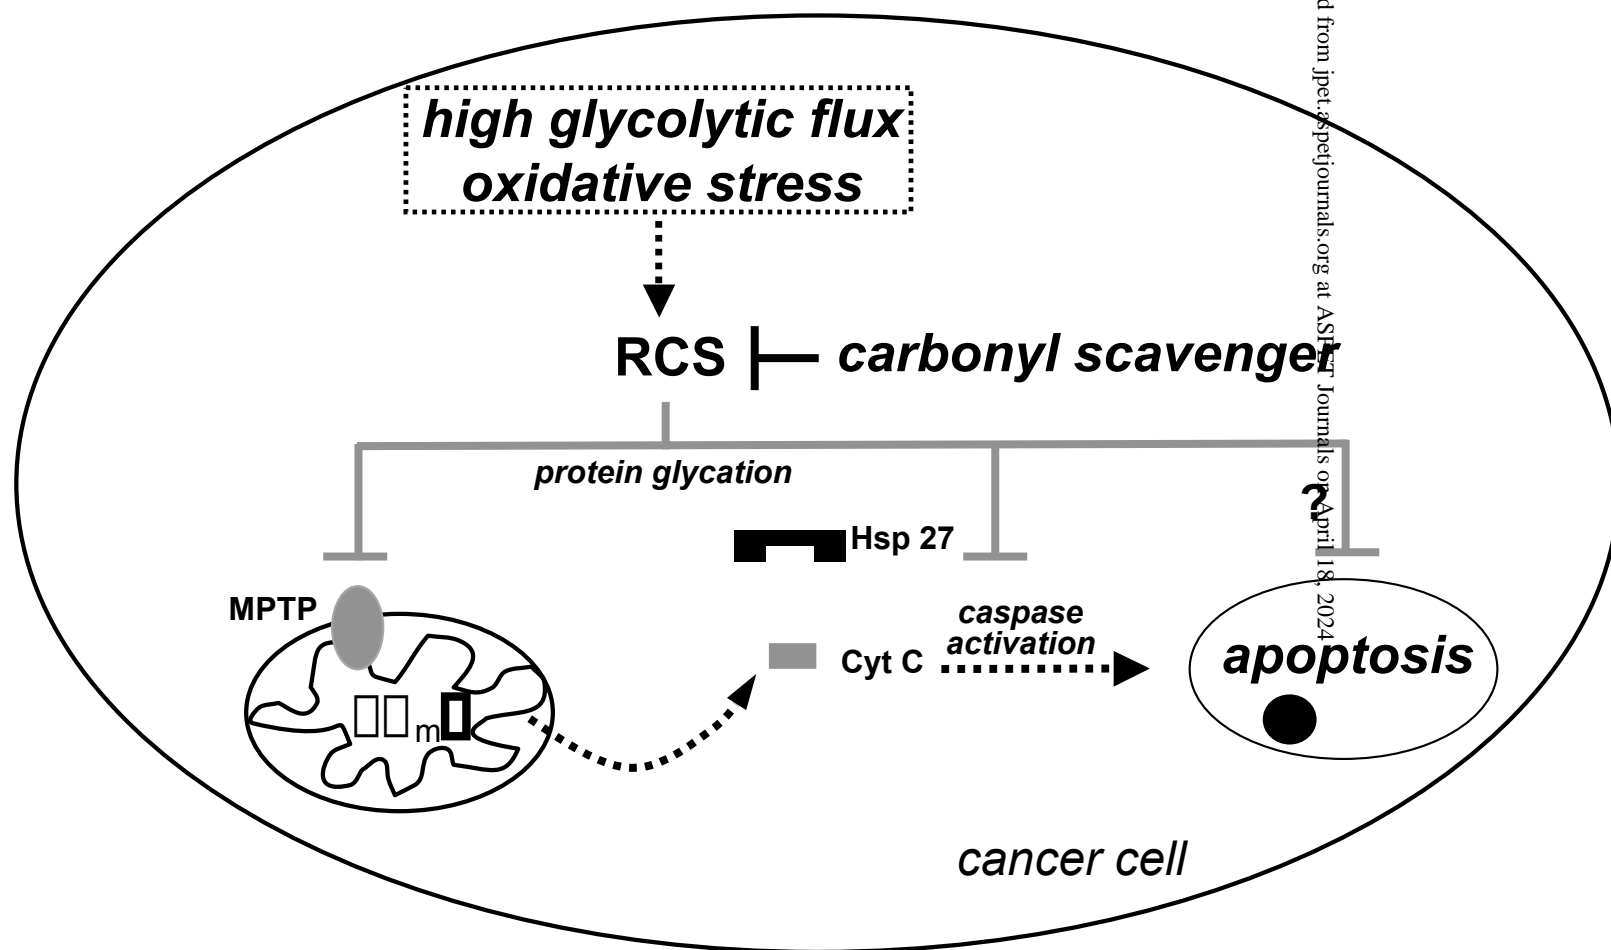 high glycolytic flux
oxidative stress
RCS
carbonyl scavenger
protein glycation
?
Hsp 27
MPTP
caspase
activation
Cyt C
apoptosis
m
cancer cell
d from jpet.aspetjournals.org at ASPET Journals on April 18, 2024